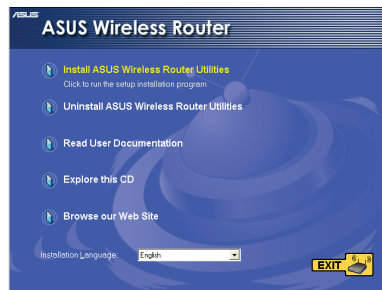 ASUS
ASUS Wireless Router
Install ASUS Wireless Router Utilities
Click to run the setup installation program
Uninstall ASUS Wireless Router Utilities
Read User Documentation
Explore this CD
Browse our Web Site
Installation Language:
English
EXIT